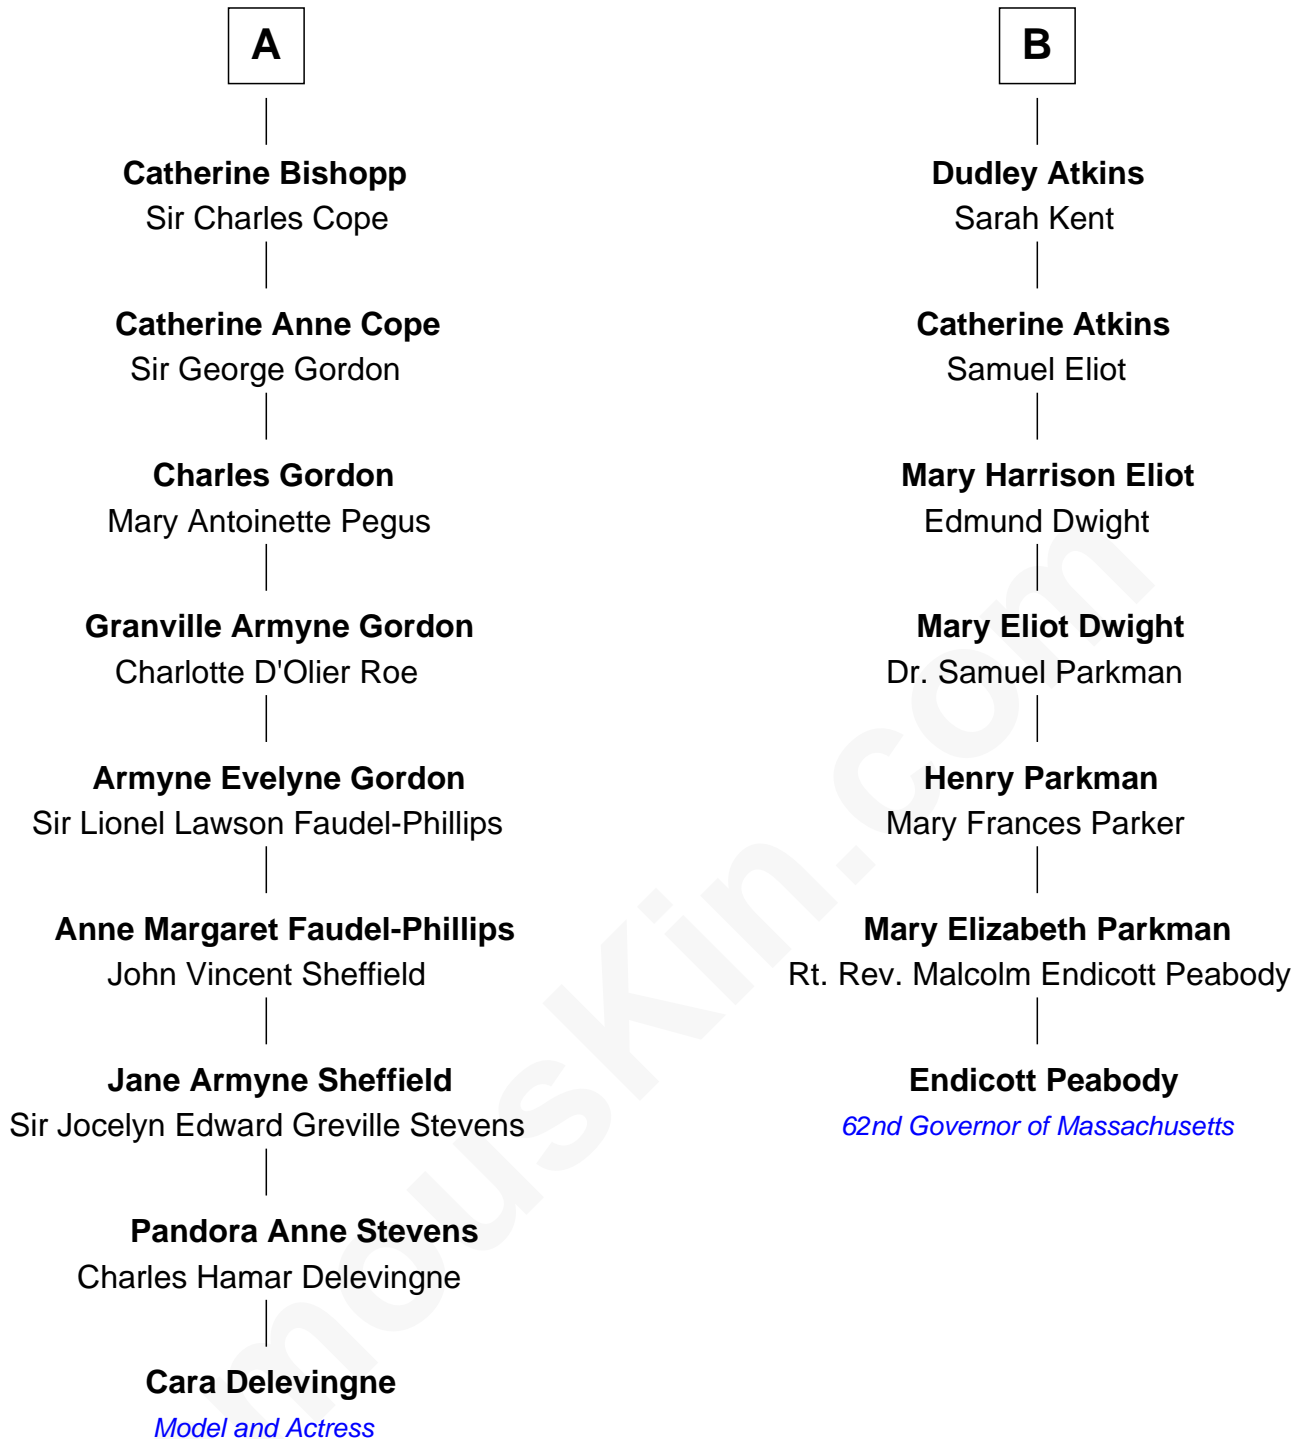 A
Catherine Bishopp
Sir Charles Cope
Catherine Anne Cope
Sir George Gordon
Charles Gordon
Mary Antoinette Pegus
Granville Armyne Gordon
Charlotte D'Olier Roe
Armyne Evelyne Gordon
Sir Lionel Lawson Faudel-Phillips
Anne Margaret Faudel-Phillips
John Vincent Sheffield
Jane Armyne Sheffield
Sir Jocelyn Edward Greville Stevens
Pandora Anne Stevens
Charles Hamar Delevingne
Cara Delevingne
Model and Actress
B
Dudley Atkins
Sarah Kent
Catherine Atkins
Samuel Eliot
Mary Harrison Eliot
Edmund Dwight
Mary Eliot Dwight
Dr. Samuel Parkman
Henry Parkman
Mary Frances Parker
Mary Elizabeth Parkman
Rt. Rev. Malcolm Endicott Peabody
Endicott Peabody
62nd Governor of Massachusetts
mousKin.com